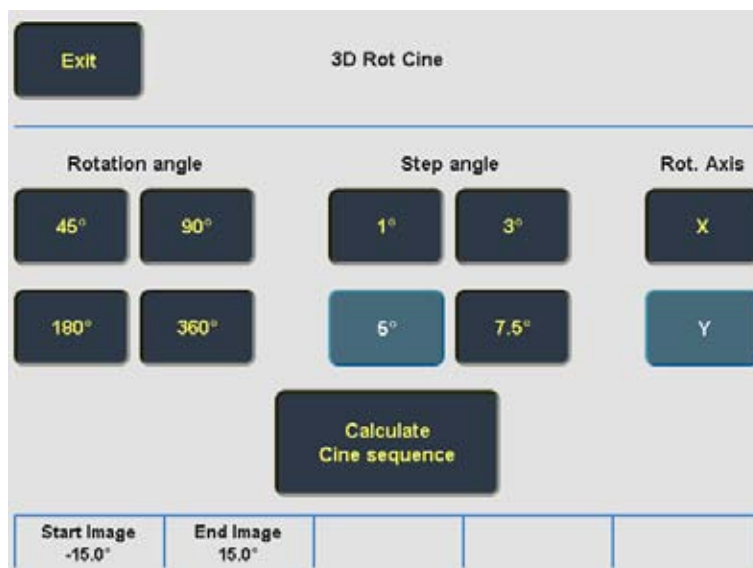 Exit
3D Rot Cine
Rotation angle
Step angle
Rot. Axis
45°
90°
1°
3°
X
180°
360°
5°
7.5°
Y
Calculate
Cine sequence
Start Image
-15.0°
End Image
15.0°